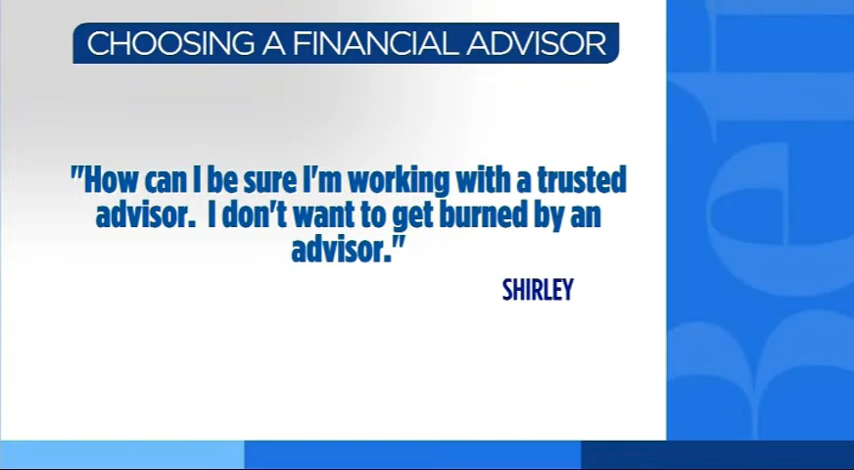 CHOOSING A FINANCIAL ADVISOR
"How can I be sure I'm working with a trusted
advisor.  I don't want to get burned by an
advisor."
SHIRLEY